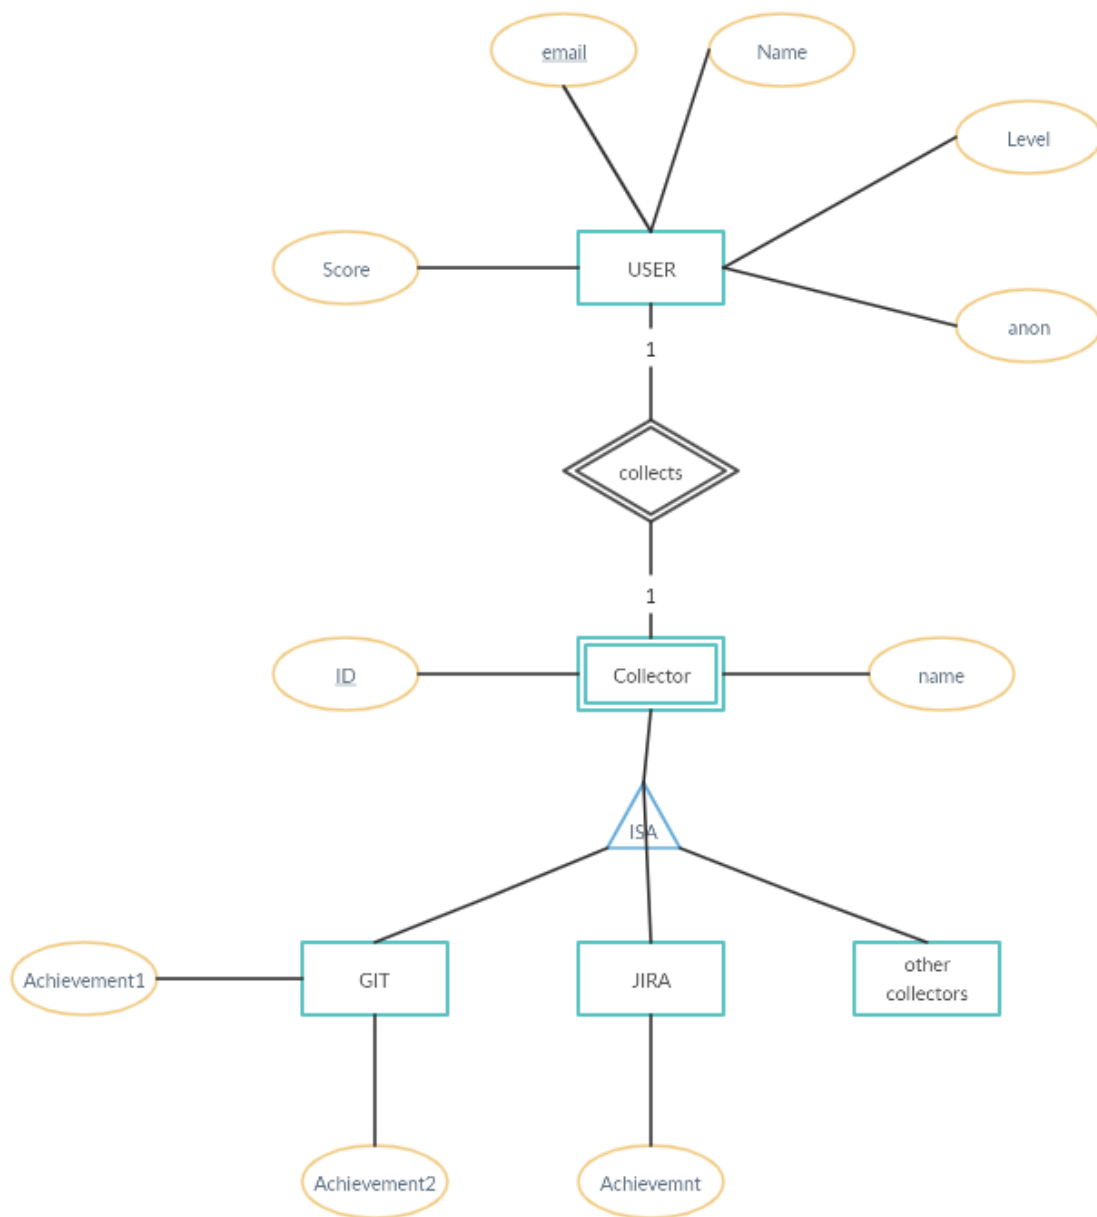 email
Name
Level
Score
USER
anon
1
collects
1
ID
Collector
name
ISA
Achievement1
GIT
JIRA
other
collectors
Achievement2
Achievemnt